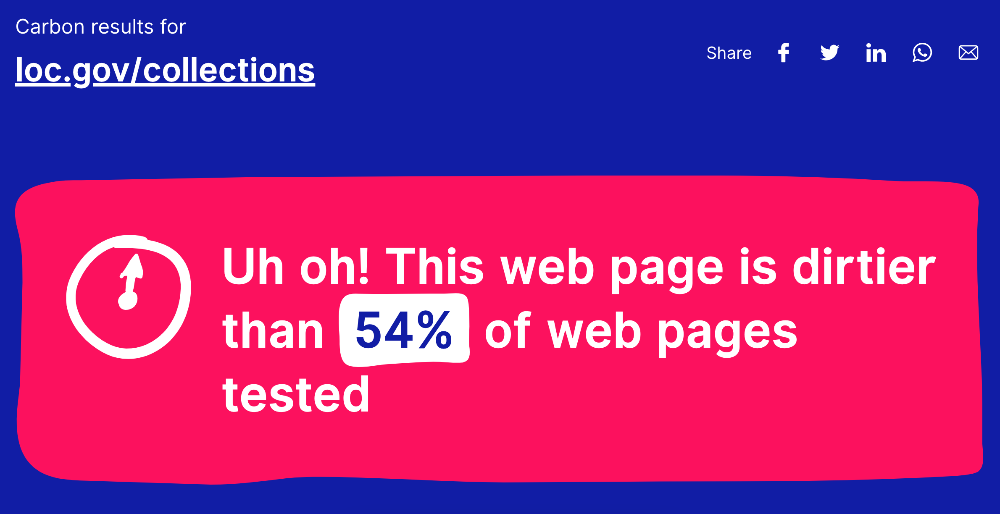 Carbon results for
loc.gov/collections
Share
Uh oh! This web page is dirtier
than 54% of web pages
tested